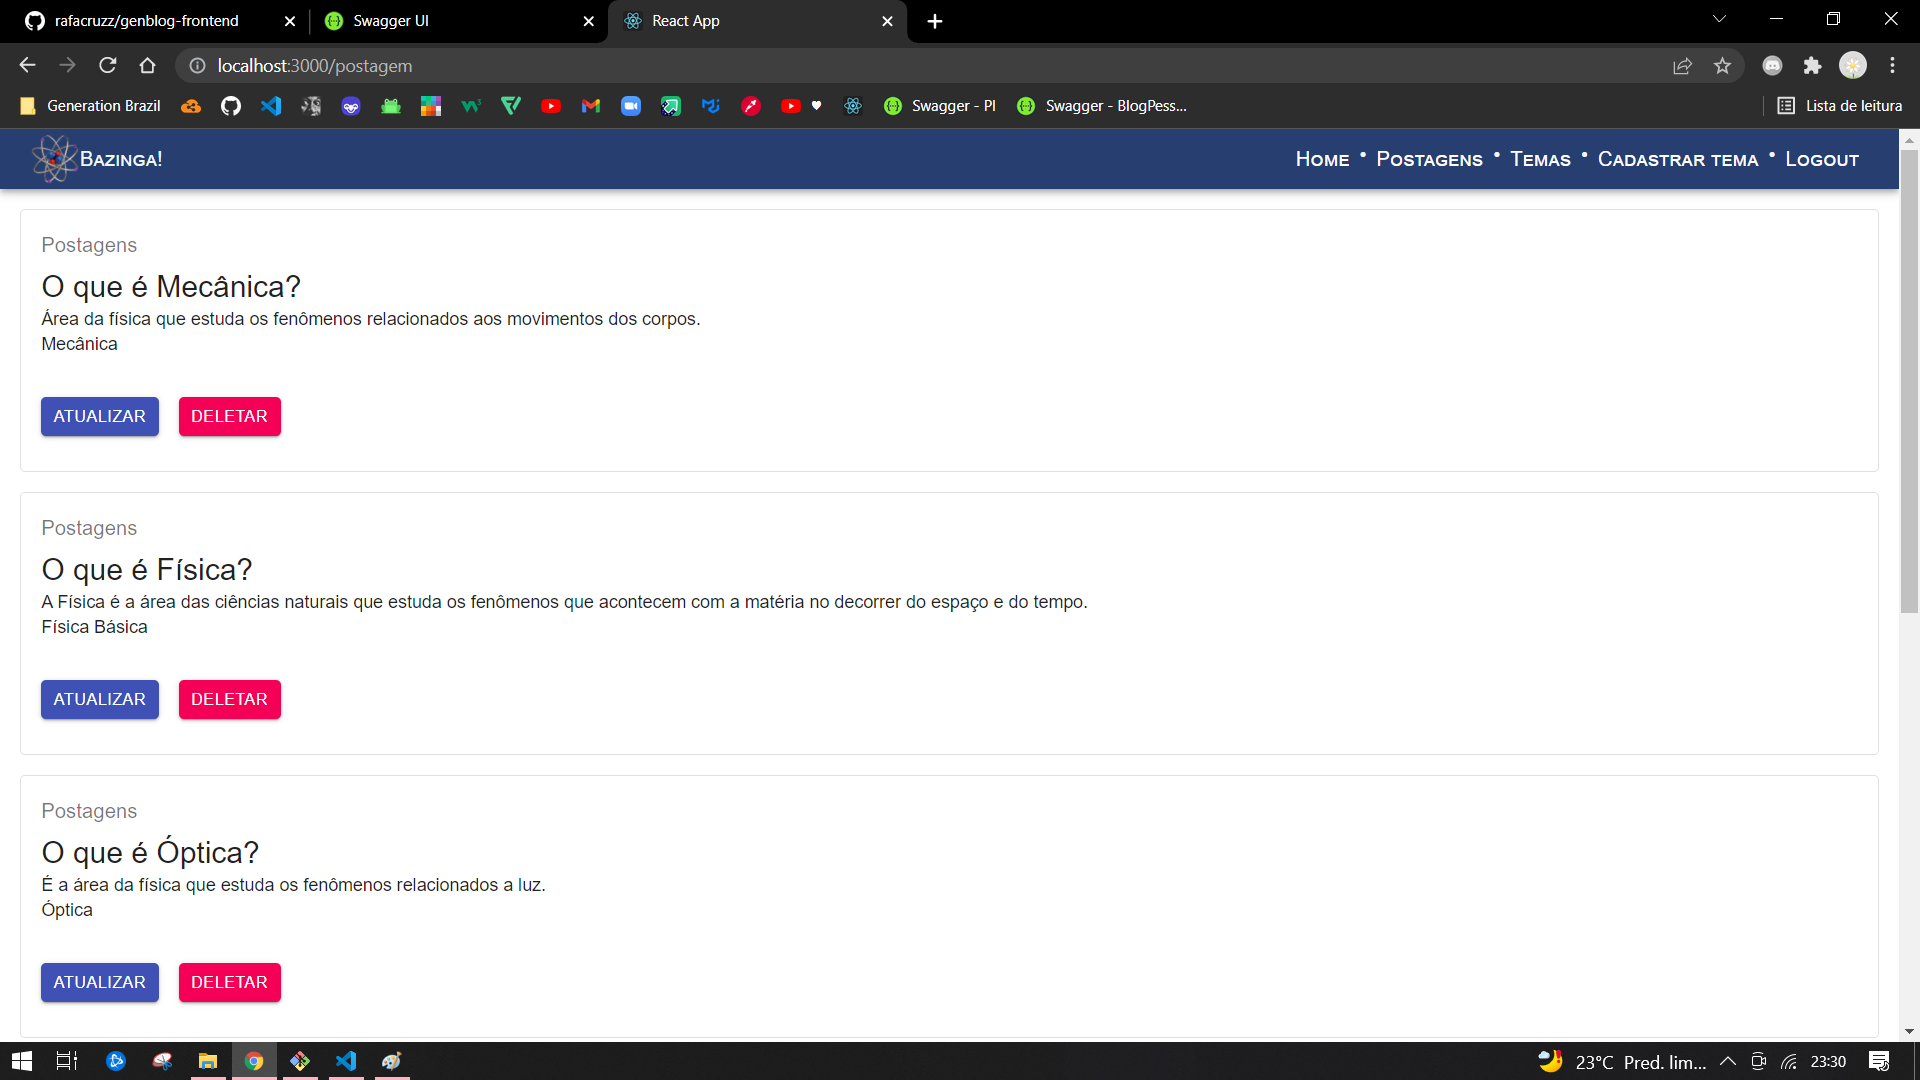 rafacruzz/genblog-frontend
Swagger UI
React App
localhost:3000/postagem
Generation Brazil
Swagger - PI
Swagger - BlogPess...
Lista de leitura
Bazinga!
Home • Postagens • Temas • Cadastrar tema • Logout
Postagens
O que é Mecânica?
Área da física que estuda os fenômenos relacionados aos movimentos dos corpos.
Mecânica
ATUALIZAR DELETAR
Postagens
O que é Física?
A Física é a área das ciências naturais que estuda os fenômenos que acontecem com a matéria no decorrer do espaço e do tempo.
Física Básica
ATUALIZAR DELETAR
Postagens
O que é Óptica?
É a área da física que estuda os fenômenos relacionados a luz.
Óptica
ATUALIZAR DELETAR
23°C Pred. lim... 23:30